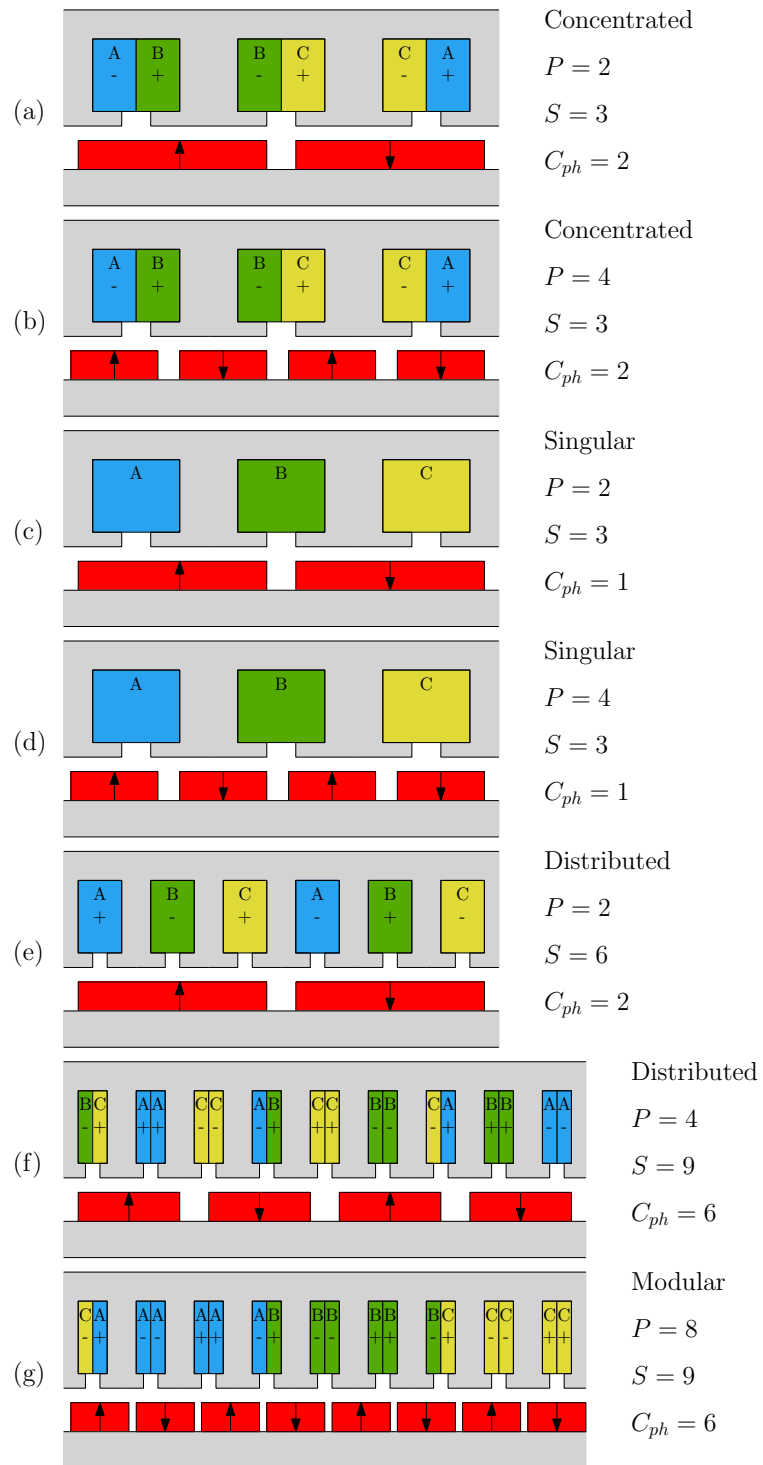 Concentrated
A B B C C A
- + - + - +
P = 2
(a)
S = 3
C_ph = 2
Concentrated
A B B C C A
- + - + - +
P = 4
(b)
S = 3
C_ph = 2
Singular
A B C
P = 2
(c)
S = 3
C_ph = 1
Singular
A B C
P = 4
(d)
S = 3
C_ph = 1
Distributed
A B C A B C
+ - + - + -
P = 2
(e)
S = 6
C_ph = 2
Distributed
B C A A C C A B C C B B C A B B A A
- + + + - - - + + + - - - + + + - -
P = 4
(f)
S = 9
C_ph = 6
Modular
C A A A A A A B B B B B B C C C C C
- + - - + + - + - - + + - + - - + +
P = 8
(g)
S = 9
C_ph = 6